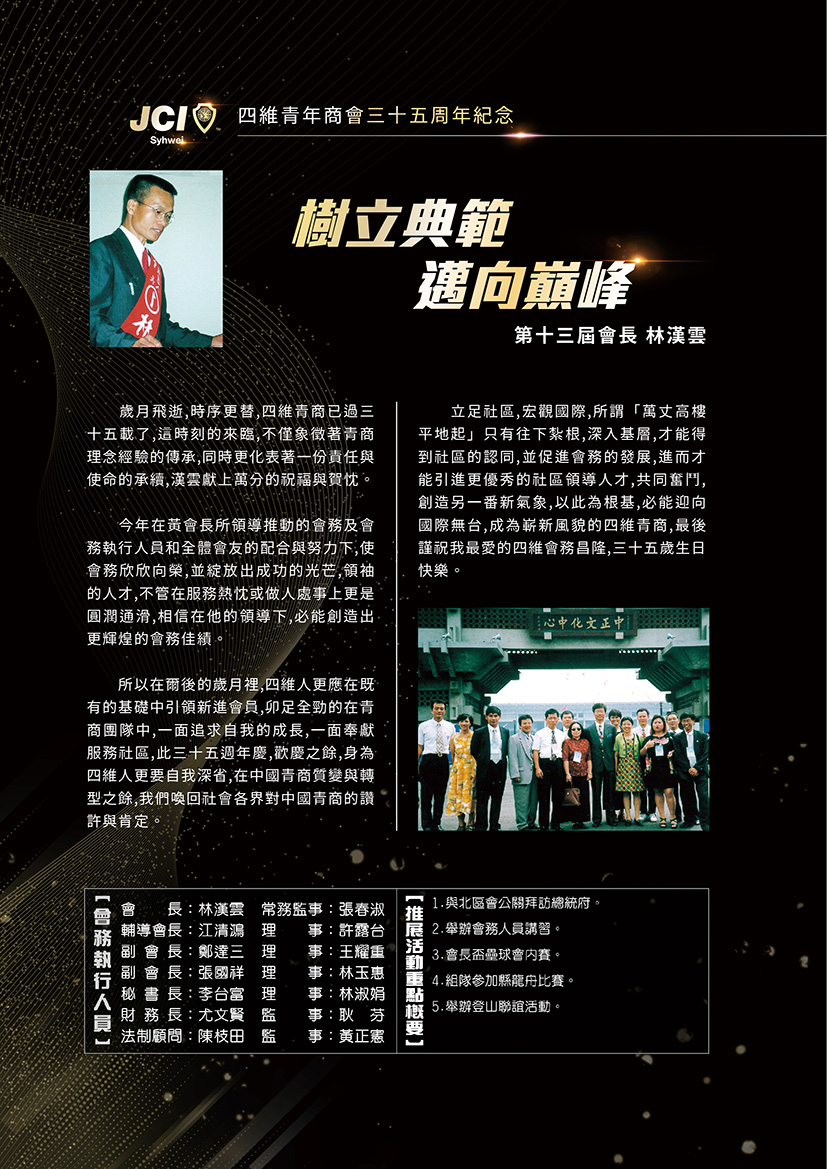 JCI
Syhwei
四維青年商會三十五周年紀念
樹立典範
邁向巔峰
第十三屆會長 林漢雲
歲月飛逝,時序更替,四維青商已過三
十五載了,這時刻的來臨,不僅象徵著青商
理念經驗的傳承,同時更化表著一份責任與
使命的承續,漢雲獻上萬分的祝福與賀忱。
今年在黃會長所領導推動的會務及會
務執行人員和全體會友的配合與努力下,使
會務欣欣向榮,並綻放出成功的光芒,領袖
的人才,不管在服務熱忱或做人處事上更是
圓潤通滑,相信在他的領導下,必能創造出
更輝煌的會務佳績。
所以在爾後的歲月裡,四維人更應在既
有的基礎中引領新進會員,卯足全勁的在青
商團隊中,一面追求自我的成長,一面奉獻
服務社區,此三十五週年慶,歡慶之餘,身為
四維人更要自我深省,在中國青商質變與轉
型之餘,我們喚回社會各界對中國青商的讚
許與肯定。
立足社區,宏觀國際,所謂「萬丈高樓
平地起」只有往下紮根,深入基層,才能得
到社區的認同,並促進會務的發展,進而才
能引進更優秀的社區領導人才,共同奮鬥,
創造另一番新氣象,以此為根基,必能迎向
國際無台,成為嶄新風貌的四維青商,最後
謹祝我最愛的四維會務昌隆,三十五歲生日
快樂。
心中化文正中
【會務執行人員】
會　　長：林漢雲 常務監事：張春淑
輔導會長：江清鴻 理　　事：許露台
副 會 長：鄭達三 理　　事：王耀重
副 會 長：張國祥 理　　事：林玉惠
秘 書 長：李台富 理　　事：林淑娟
財 務 長：尤文賢 監　　事：耿　芬
法制顧問：陳枝田 監　　事：黃正憲
【推展活動重點概要】
1.與北區會公關拜訪總統府。
2.舉辦會務人員講習。
3.會長盃壘球會內賽。
4.組隊參加縣龍舟比賽。
5.舉辦登山聯誼活動。